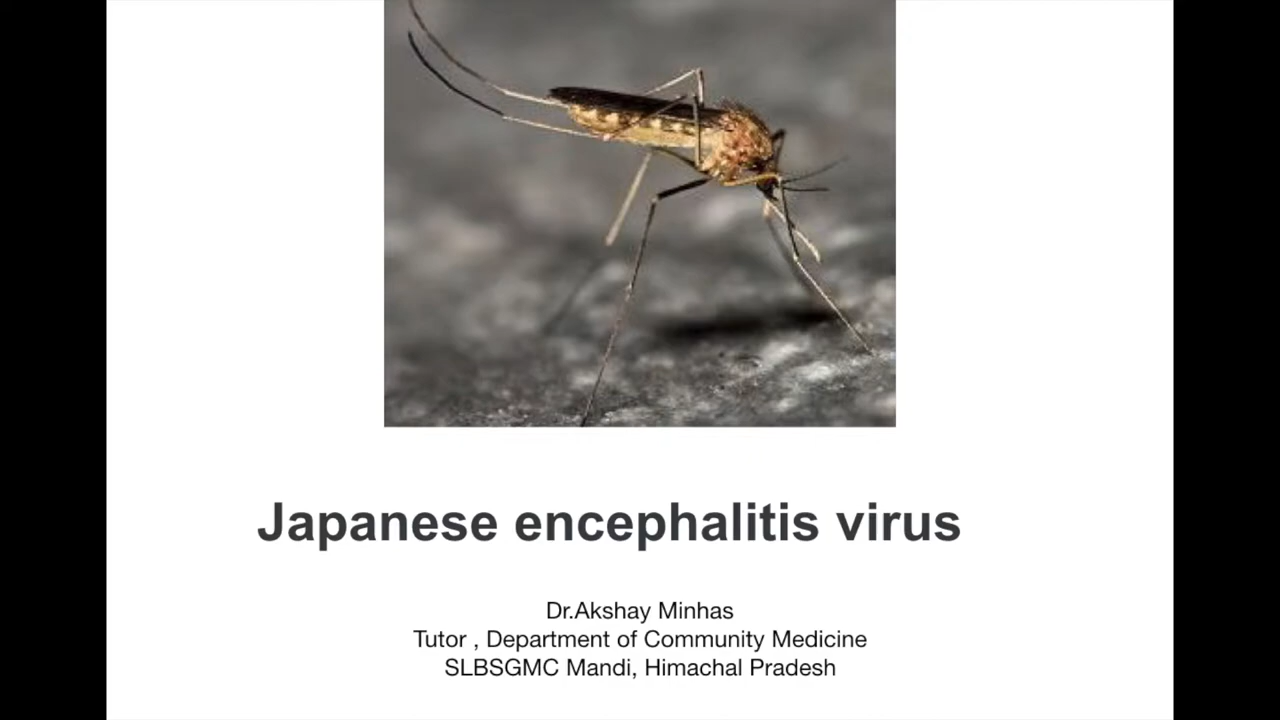 Japanese encephalitis virus
Dr.Akshay Minhas
Tutor , Department of Community Medicine
SLBSGMC Mandi, Himachal Pradesh